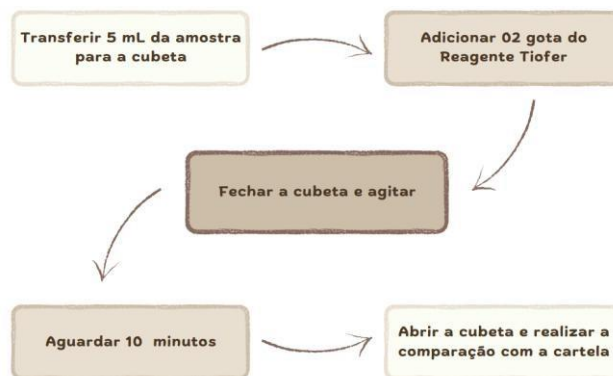 Transferir 5 mL da amostra
para a cubeta
Adicionar 02 gota do
Reagente Tiofer
Fechar a cubeta e agitar
Aguardar 10 minutos
Abrir a cubeta e realizar a
comparação com a cartela